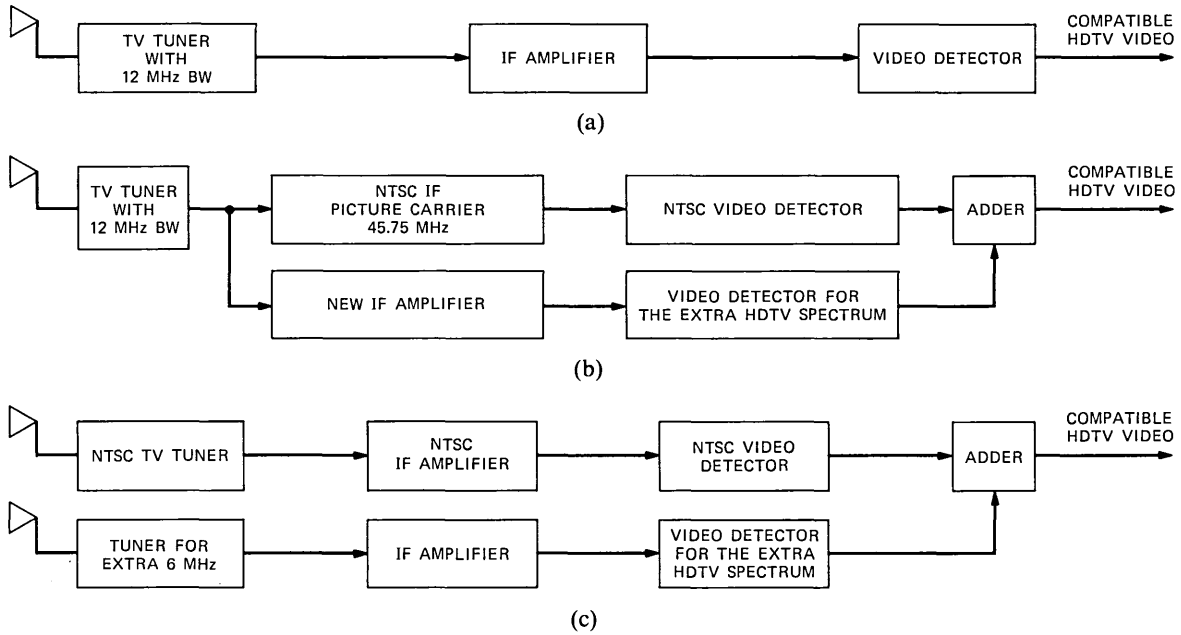 TV TUNER
WITH
12 MHz BW
IF AMPLIFIER
VIDEO DETECTOR
COMPATIBLE
HDTV VIDEO
(a)
TV TUNER
WITH
12 MHz BW
NTSC IF
PICTURE CARRIER
45.75 MHz
NTSC VIDEO DETECTOR
ADDER
COMPATIBLE
HDTV VIDEO
NEW IF AMPLIFIER
VIDEO DETECTOR FOR
THE EXTRA HDTV SPECTRUM
(b)
NTSC TV TUNER
NTSC
IF AMPLIFIER
NTSC VIDEO
DETECTOR
ADDER
COMPATIBLE
HDTV VIDEO
TUNER FOR
EXTRA 6 MHz
IF AMPLIFIER
VIDEO DETECTOR
FOR THE EXTRA
HDTV SPECTRUM
(c)